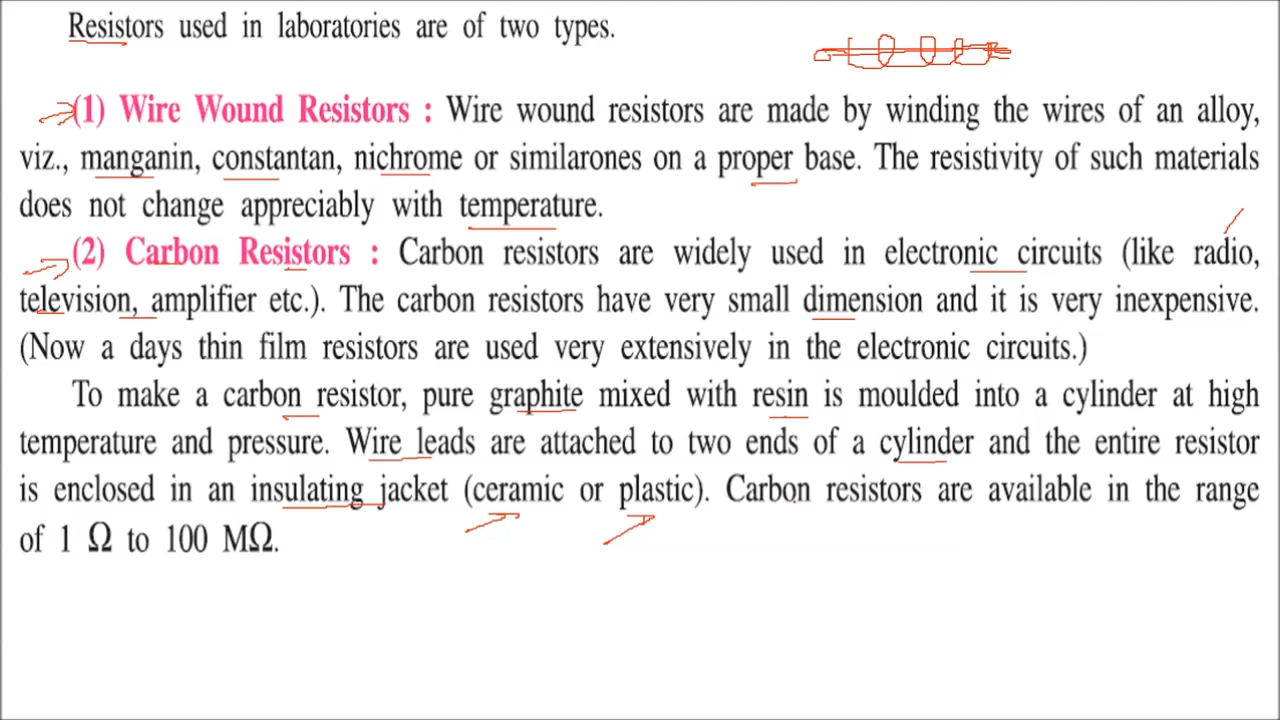 Resistors used in laboratories are of two types.
(1) Wire Wound Resistors : Wire wound resistors are made by winding the wires of an alloy,
viz., manganin, constantan, nichrome or similarones on a proper base. The resistivity of such materials
does not change appreciably with temperature.
(2) Carbon Resistors : Carbon resistors are widely used in electronic circuits (like radio,
television, amplifier etc.). The carbon resistors have very small dimension and it is very inexpensive.
(Now a days thin film resistors are used very extensively in the electronic circuits.)
To make a carbon resistor, pure graphite mixed with resin is moulded into a cylinder at high
temperature and pressure. Wire leads are attached to two ends of a cylinder and the entire resistor
is enclosed in an insulating jacket (ceramic or plastic). Carbon resistors are available in the range
of 1 Ω to 100 MΩ.